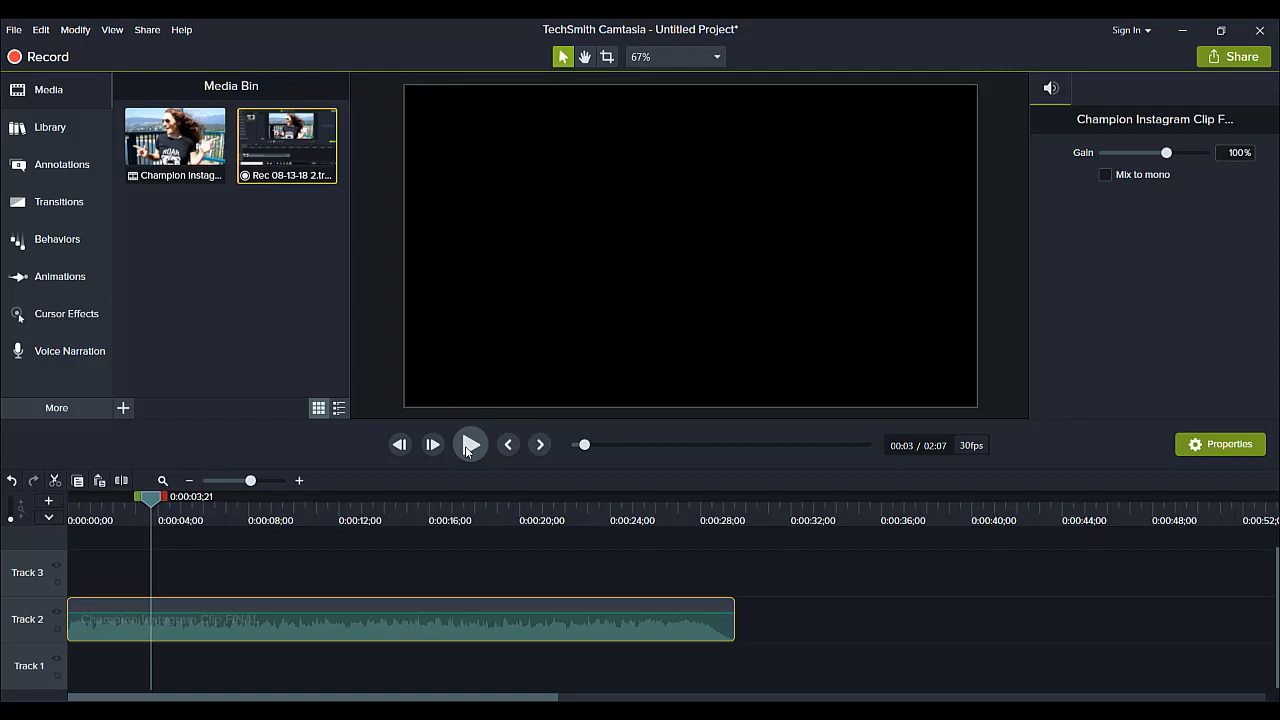 File Edit Modify View Share Help
TechSmith Camtasia - Untitled Project*
Sign In
Record
67%
Share
Media
Library
Annotations
Transitions
Behaviors
Animations
Cursor Effects
Voice Narration
More
Media Bin
Champion Instag...
Rec 08-13-18 2.tr...
Champion Instagram Clip F...
Gain 100%
Mix to mono
00:03 / 02:07 30fps
Properties
0:00:03;21
0:00:00;00 0:00:04;00 0:00:08;00 0:00:12;00 0:00:16;00 0:00:20;00 0:00:24;00 0:00:28;00 0:00:32;00 0:00:36;00 0:00:40;00 0:00:44;00 0:00:48;00 0:00:52;
Track 3
Track 2
Champion Instagram Clip FINAL
Track 1